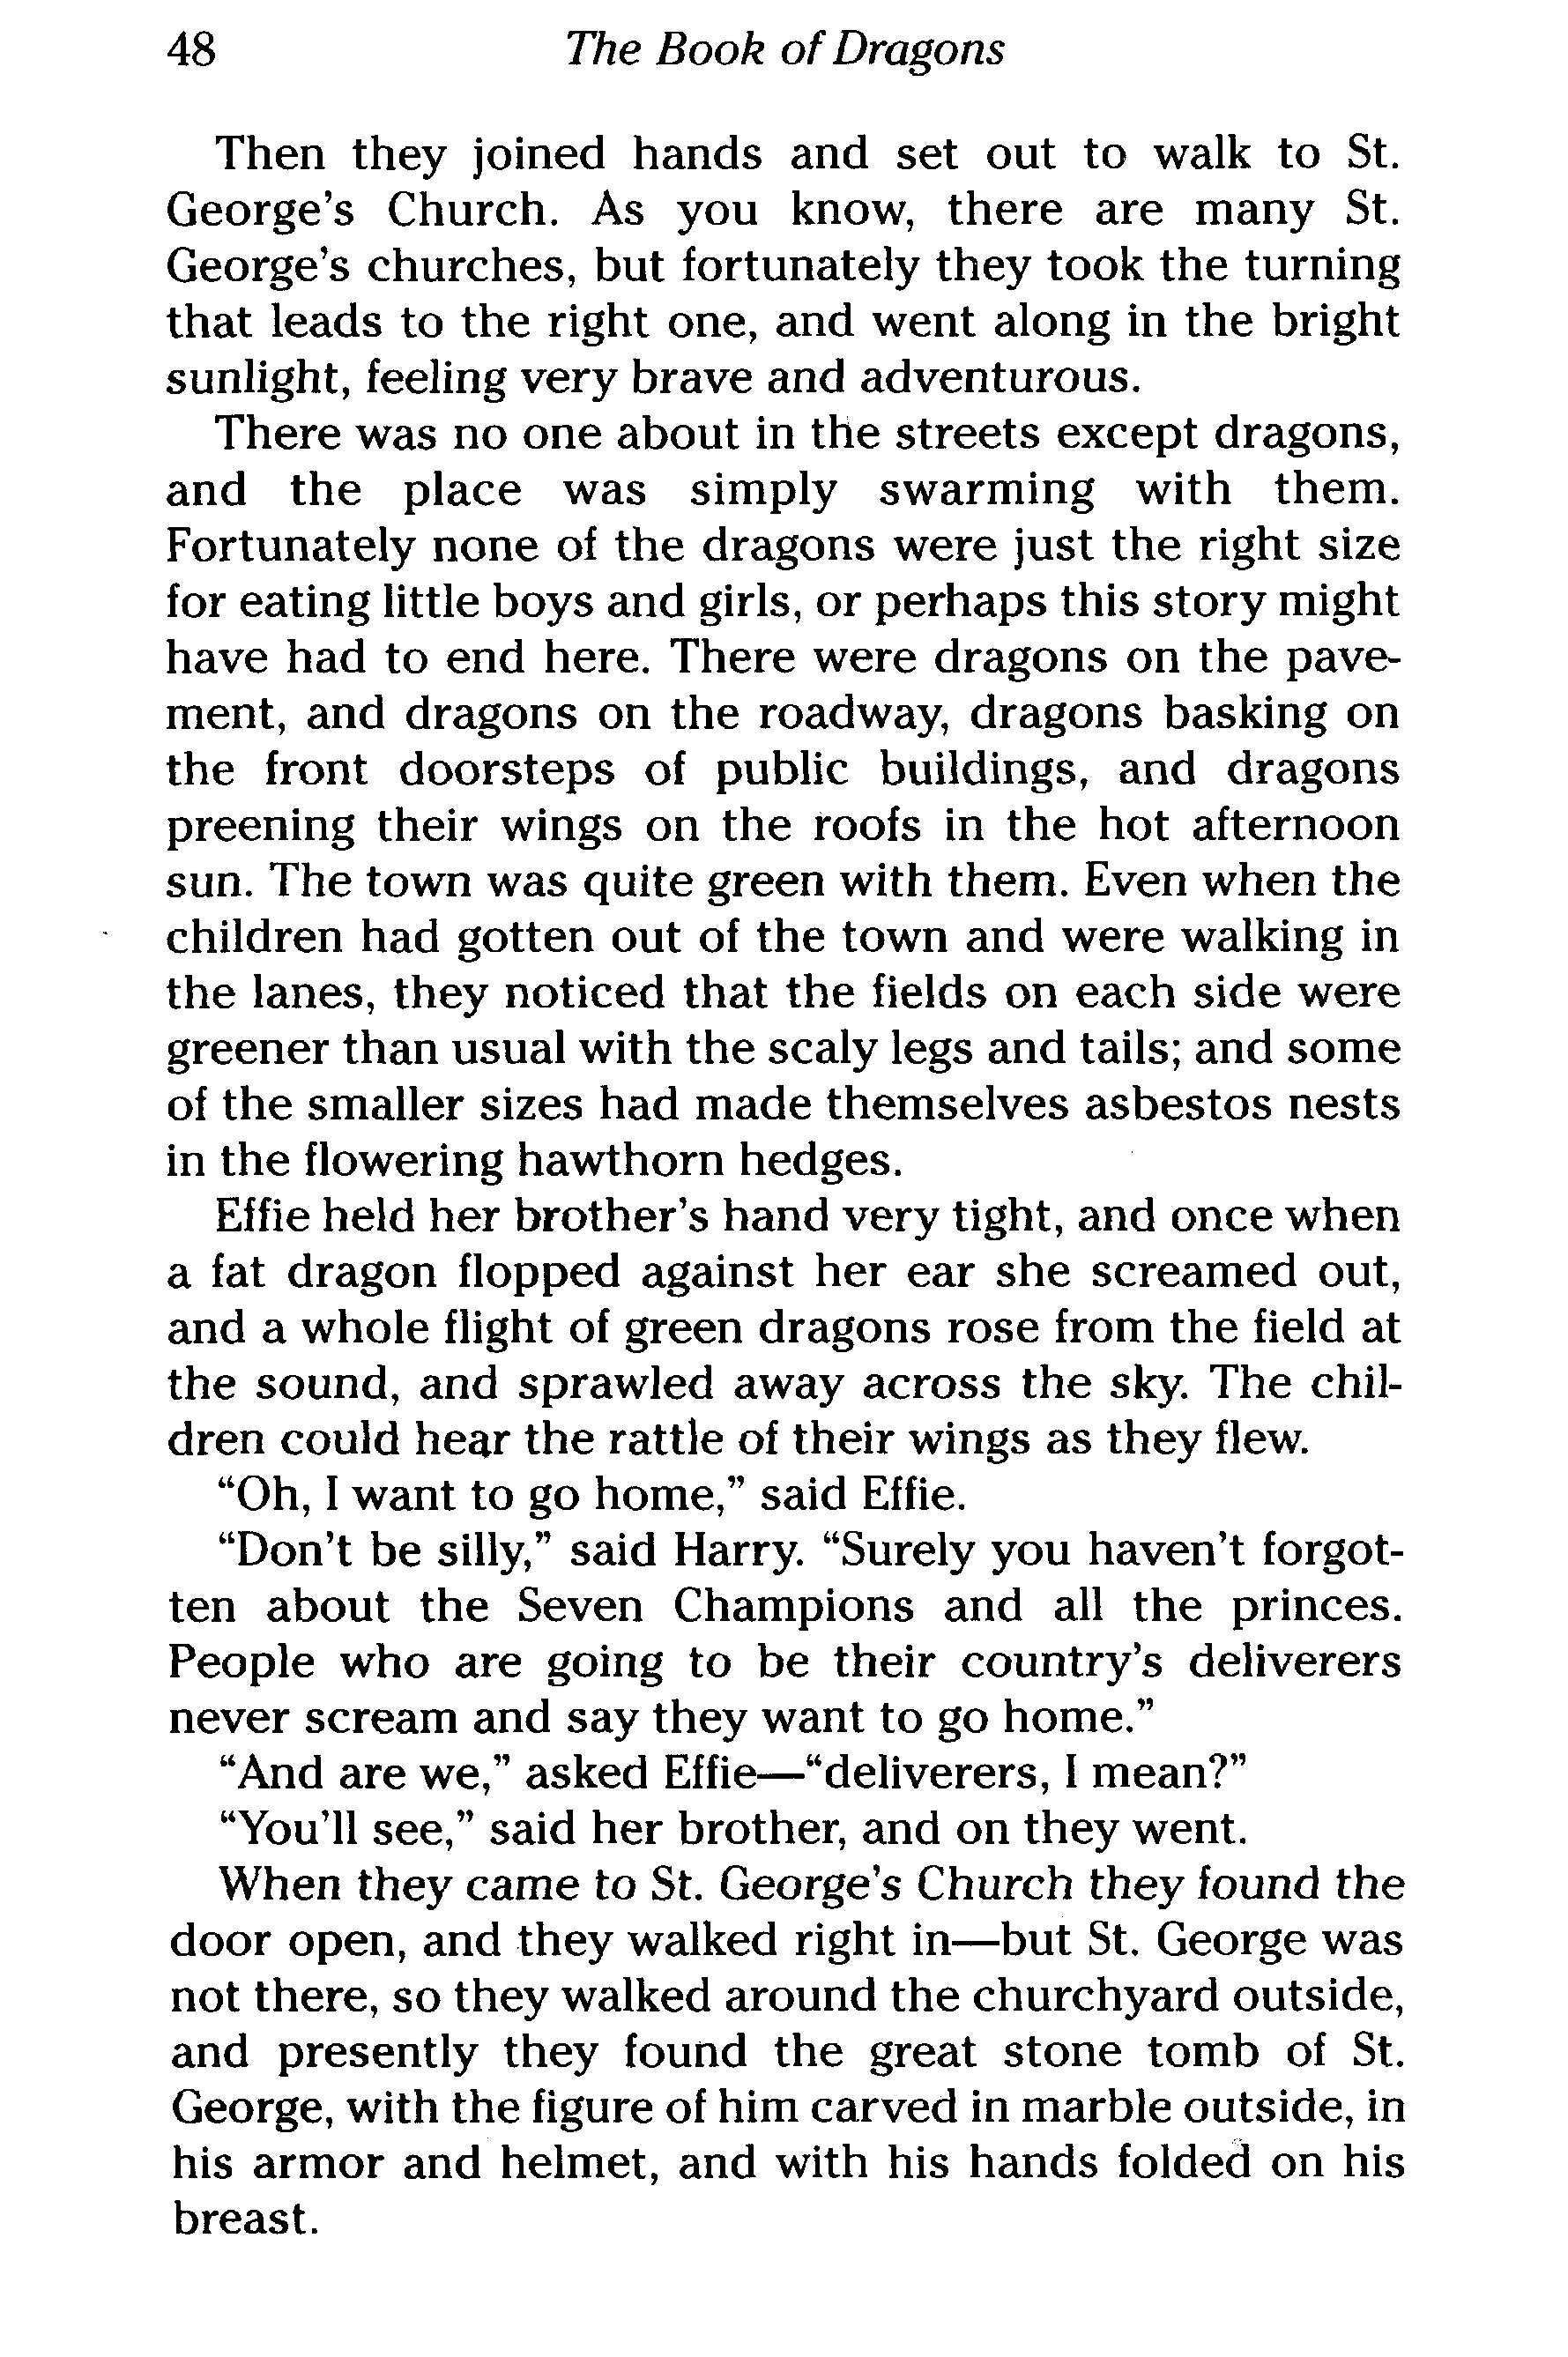 48 The Book of Dragons
Then they joined hands and set out to walk to St.
George's Church. As you know, there are many St.
George's churches, but fortunately they took the turning
that leads to the right one, and went along in the bright
sunlight, feeling very brave and adventurous.
There was no one about in the streets except dragons,
and the place was simply swarming with them.
Fortunately none of the dragons were just the right size
for eating little boys and girls, or perhaps this story might
have had to end here. There were dragons on the pave-
ment, and dragons on the roadway, dragons basking on
the front doorsteps of public buildings, and dragons
preening their wings on the roofs in the hot afternoon
sun. The town was quite green with them. Even when the
children had gotten out of the town and were walking in
the lanes, they noticed that the fields on each side were
greener than usual with the scaly legs and tails; and some
of the smaller sizes had made themselves asbestos nests
in the flowering hawthorn hedges.
Effie held her brother's hand very tight, and once when
a fat dragon flopped against her ear she screamed out,
and a whole flight of green dragons rose from the field at
the sound, and sprawled away across the sky. The chil-
dren could hear the rattle of their wings as they flew.
“Oh, I want to go home,” said Effie.
“Don't be silly,” said Harry. “Surely you haven't forgot-
ten about the Seven Champions and all the princes.
People who are going to be their country's deliverers
never scream and say they want to go home.”
“And are we,” asked Effie—“deliverers, I mean?”
“You'll see,” said her brother, and on they went.
When they came to St. George's Church they found the
door open, and they walked right in—but St. George was
not there, so they walked around the churchyard outside,
and presently they found the great stone tomb of St.
George, with the figure of him carved in marble outside, in
his armor and helmet, and with his hands folded on his
breast.